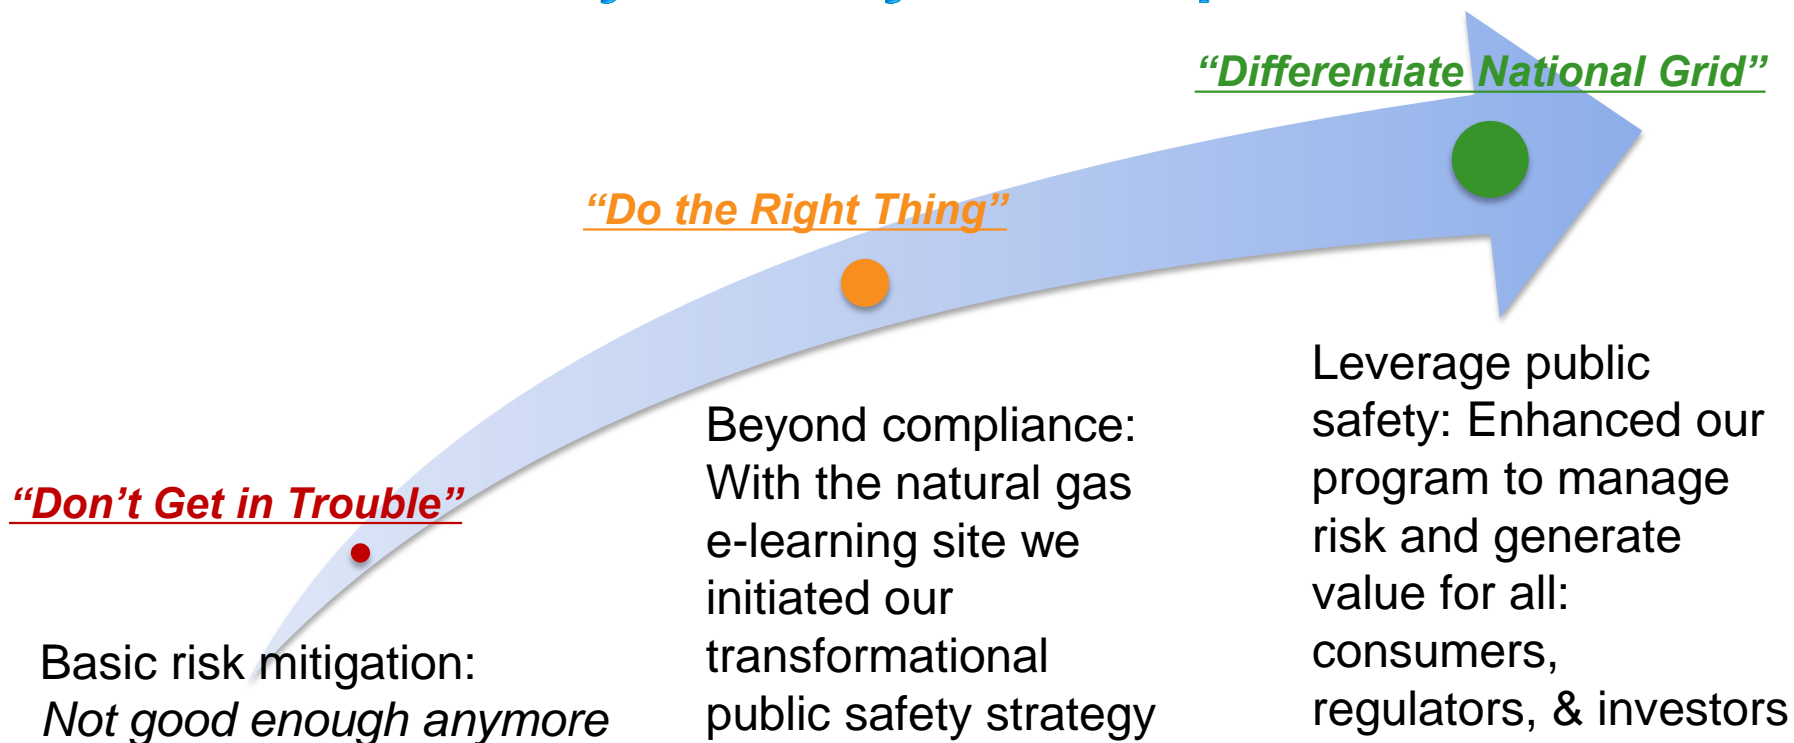 “Differentiate National Grid”
“Do the Right Thing”
“Don’t Get in Trouble”
Basic risk mitigation:
Not good enough anymore
Beyond compliance:
With the natural gas
e-learning site we
initiated our
transformational
public safety strategy
Leverage public
safety: Enhanced our
program to manage
risk and generate
value for all:
consumers,
regulators, & investors